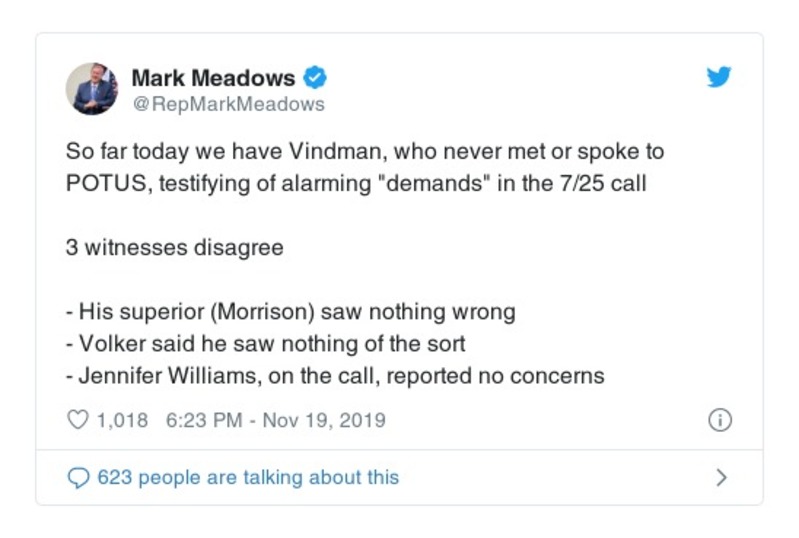 Mark Meadows
@RepMarkMeadows
So far today we have Vindman, who never met or spoke to
POTUS, testifying of alarming "demands" in the 7/25 call
3 witnesses disagree
- His superior (Morrison) saw nothing wrong
- Volker said he saw nothing of the sort
- Jennifer Williams, on the call, reported no concerns
1,018 6:23 PM - Nov 19, 2019
623 people are talking about this